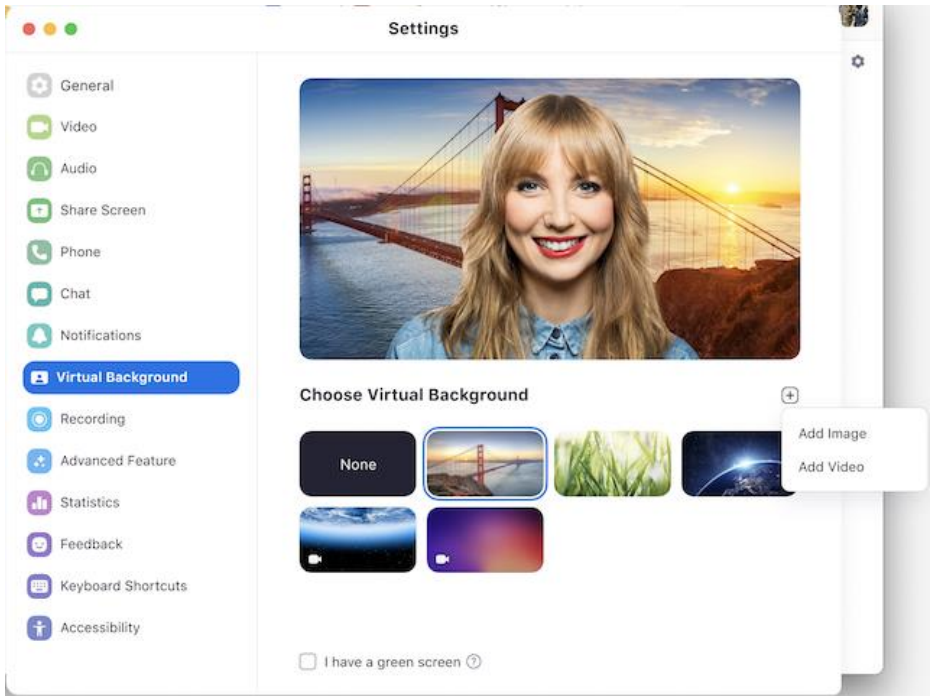 Settings
General
Video
Audio
Share Screen
Phone
Chat
Notifications
Virtual Background
Recording
Advanced Feature
Statistics
Feedback
Keyboard Shortcuts
Accessibility
Choose Virtual Background
Add Image
Add Video
None
I have a green screen ?